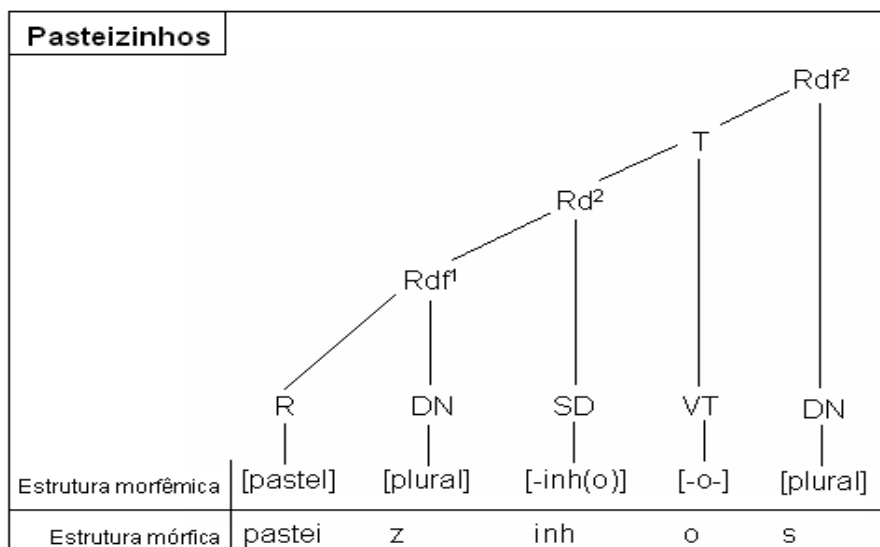 Pasteizinhos
Rdf²
T
Rd²
Rdf¹
R DN SD VT DN
Estrutura morfêmica [pastel] [plural] [-inh(o)] [-o-] [plural]
Estrutura mórfica pastei z inh o s